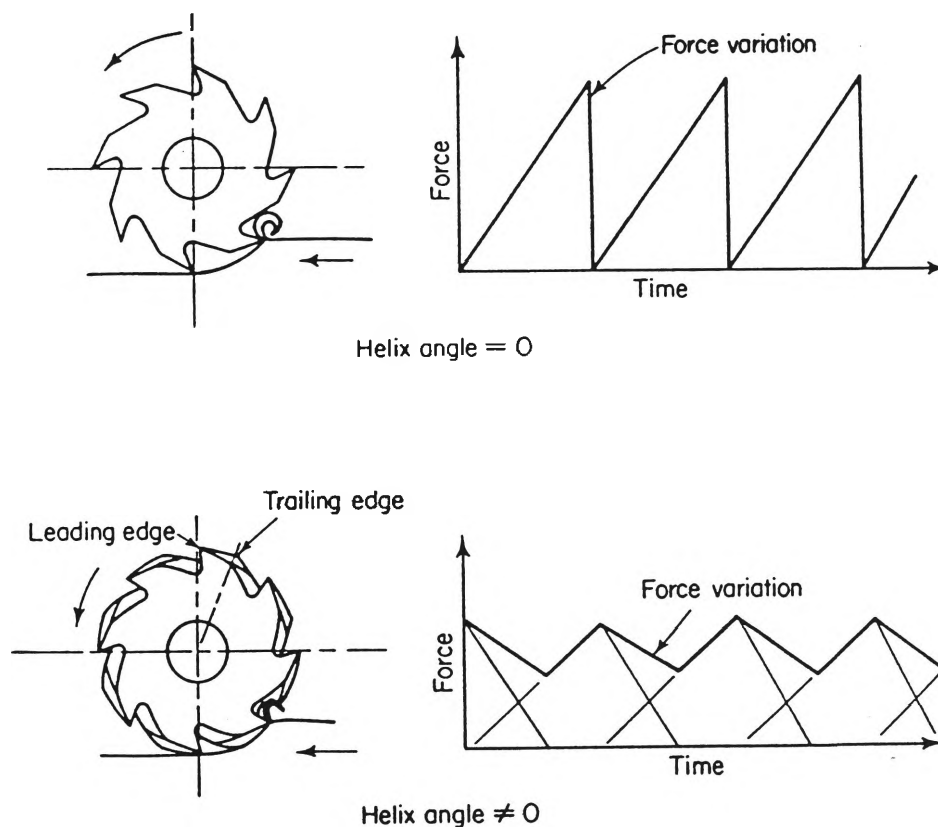 Force variation
Force
Time
Helix angle = 0
Leading edge
Trailing edge
Force variation
Force
Time
Helix angle ≠ 0